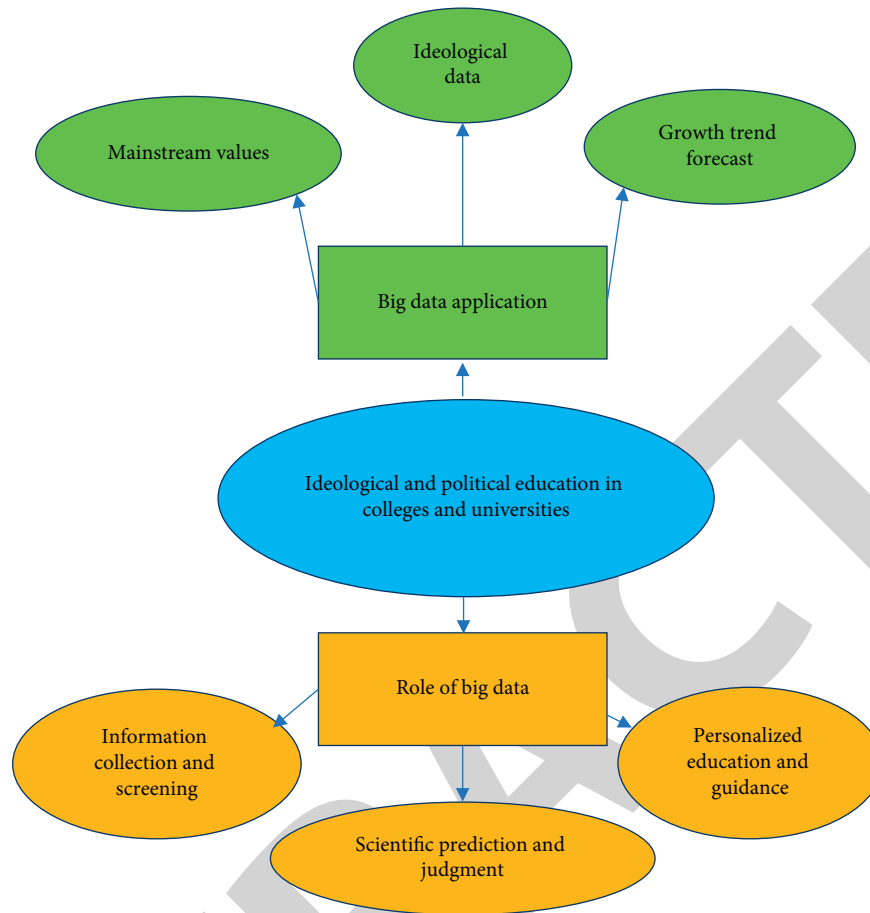 Ideological
data
Mainstream values
Growth trend
forecast
Big data application
Ideological and political education in
colleges and universities
Role of big data
Information
collection and
screening
Personalized
education and
guidance
Scientific prediction and
judgment